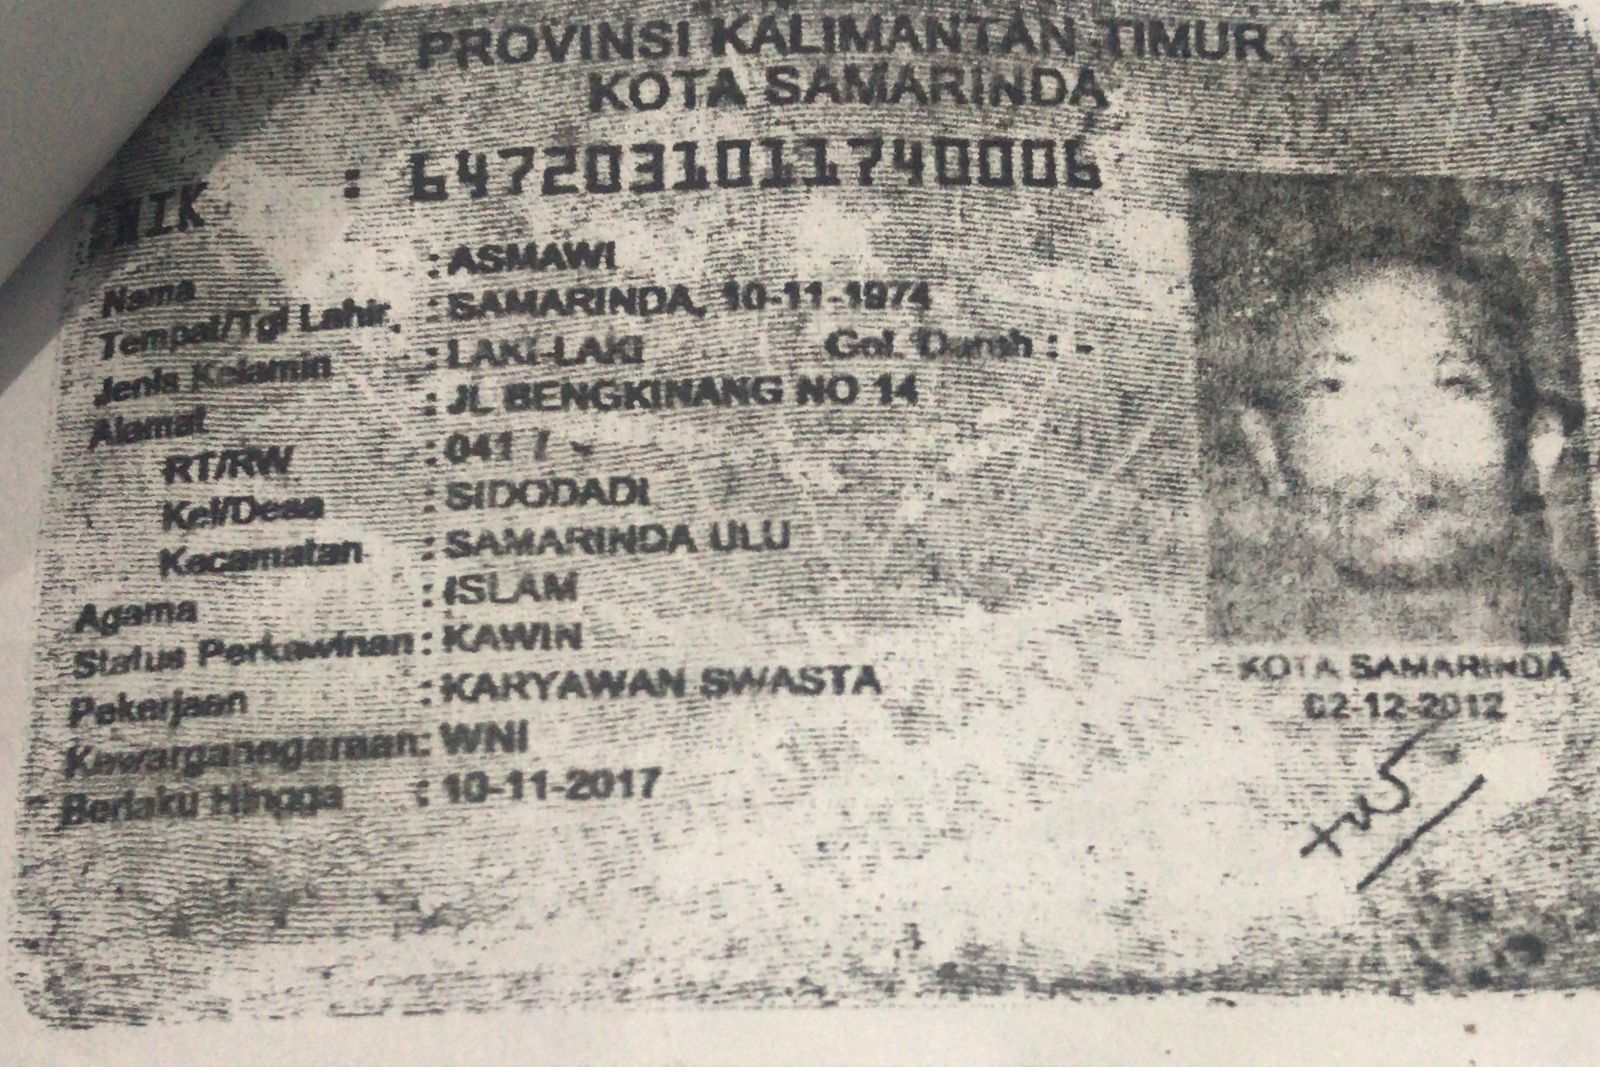 PROVINSI KALIMANTAN TIMUR
KOTA SAMARINDA
NIK : 6472031011740006
Nama : ASMAWI
Tempat/Tgl Lahir : SAMARINDA, 10-11-1974
Jenis Kelamin : LAKI-LAKI Gol. Darah : -
Alamat : JL BENGKINANG NO 14
RT/RW : 041 / -
Kel/Desa : SIDODADI
Kecamatan : SAMARINDA ULU
Agama : ISLAM
Status Perkawinan : KAWIN
Pekerjaan : KARYAWAN SWASTA
Kewarganegaraan : WNI
Berlaku Hingga : 10-11-2017
KOTA SAMARINDA
02-12-2012